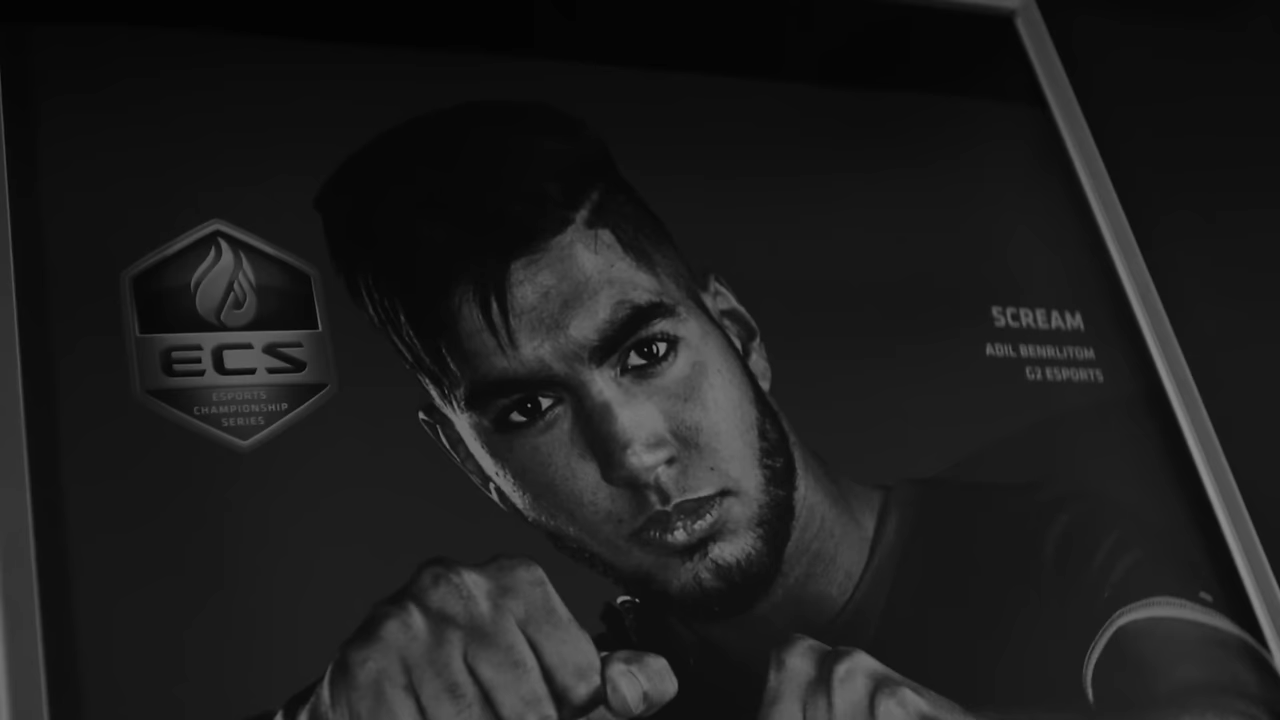 ECS
ESPORTS
CHAMPIONSHIP
SERIES
SCREAM
ADIL BENRLITOM
G2 ESPORTS